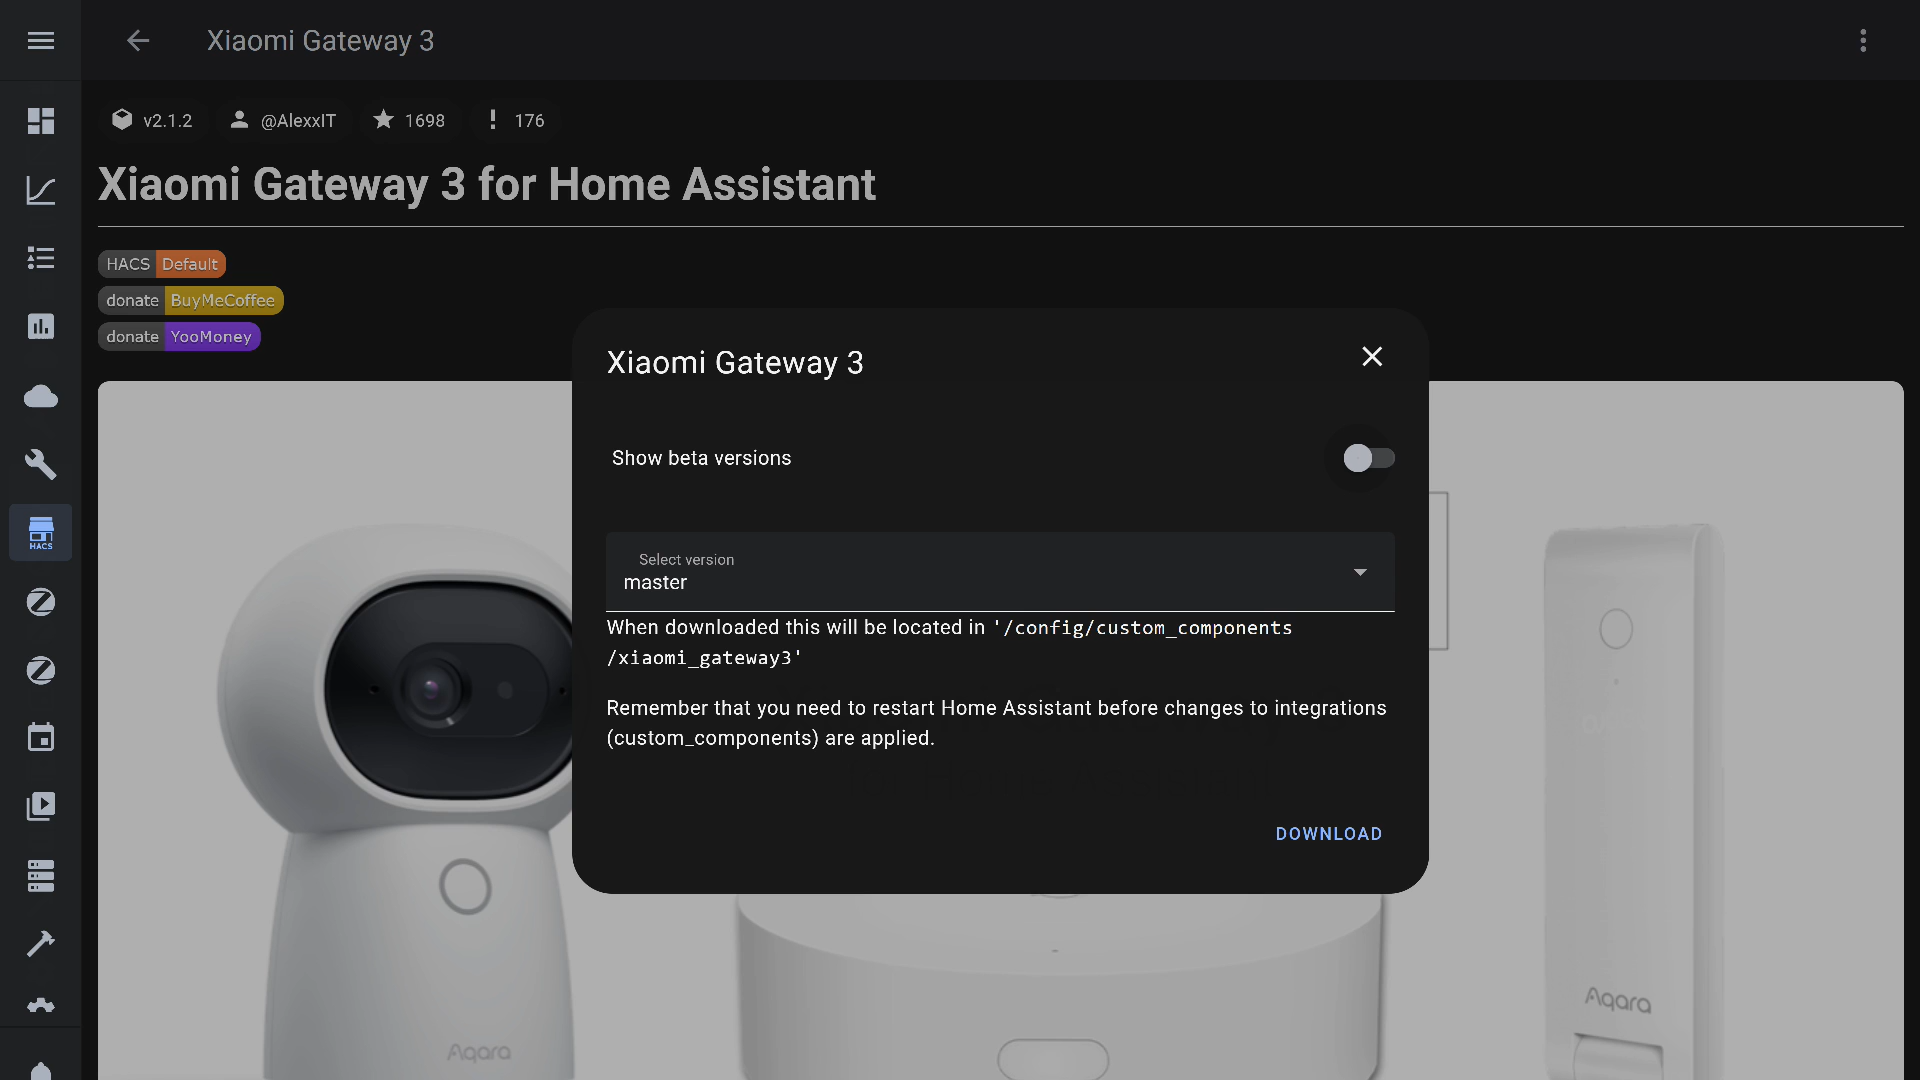 Xiaomi Gateway 3
v2.1.2 @AlexxIT 1698 176
Xiaomi Gateway 3 for Home Assistant
HACS Default
donate BuyMeCoffee
donate YooMoney
Xiaomi Gateway 3
Show beta versions
Select version
master
When downloaded this will be located in '/config/custom_components
/xiaomi_gateway3'
Remember that you need to restart Home Assistant before changes to integrations
(custom_components) are applied.
DOWNLOAD
HACS
Aqara
Aqara